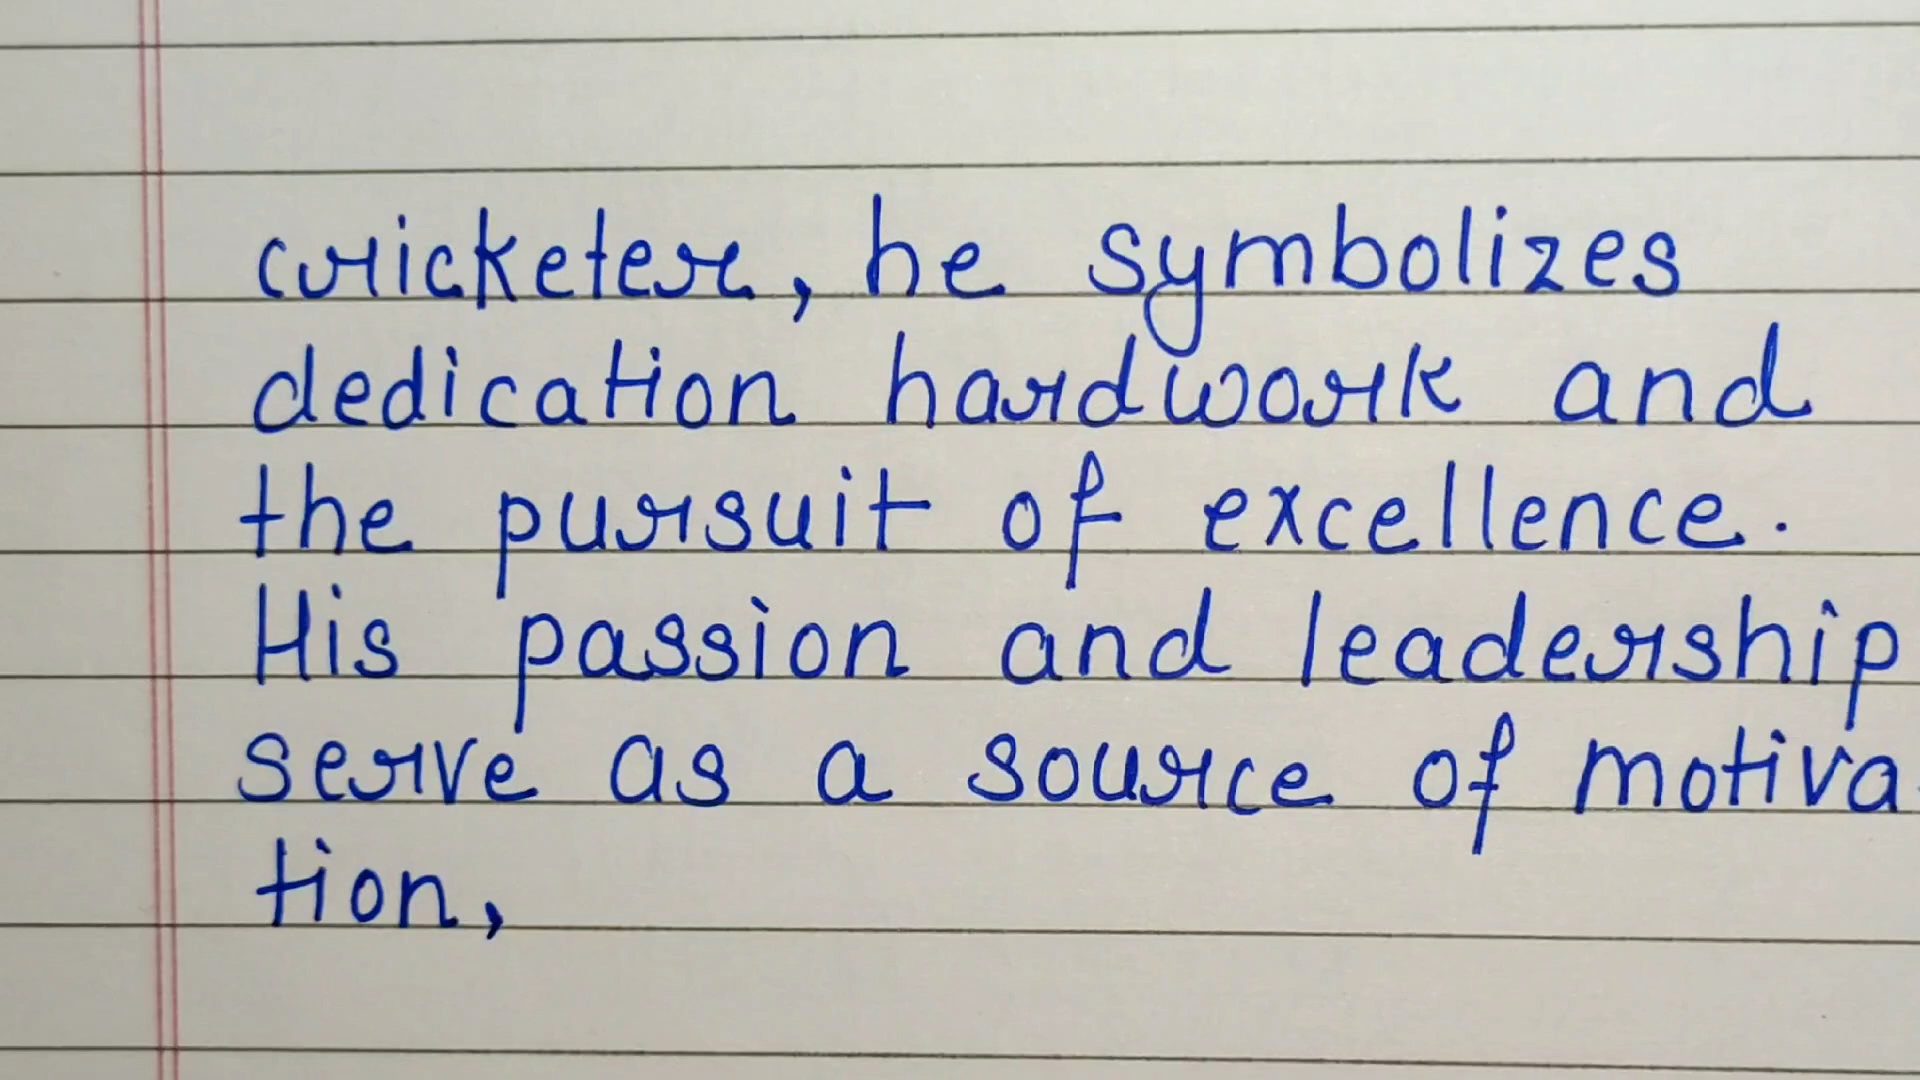 cricketer, he symbolizes
dedication hardwork and
the pursuit of excellence.
His passion and leadership
serve as a source of motiva-
tion,